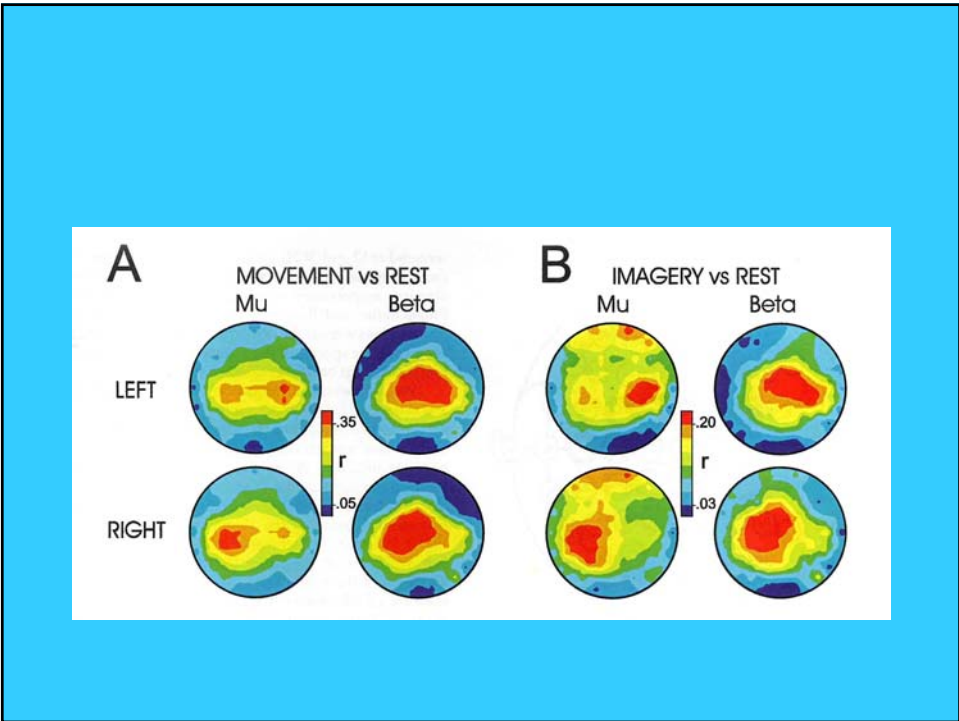 A
MOVEMENT vs REST
Mu Beta
B
IMAGERY vs REST
Mu Beta
LEFT
.35
r
.05
.20
r
.03
RIGHT